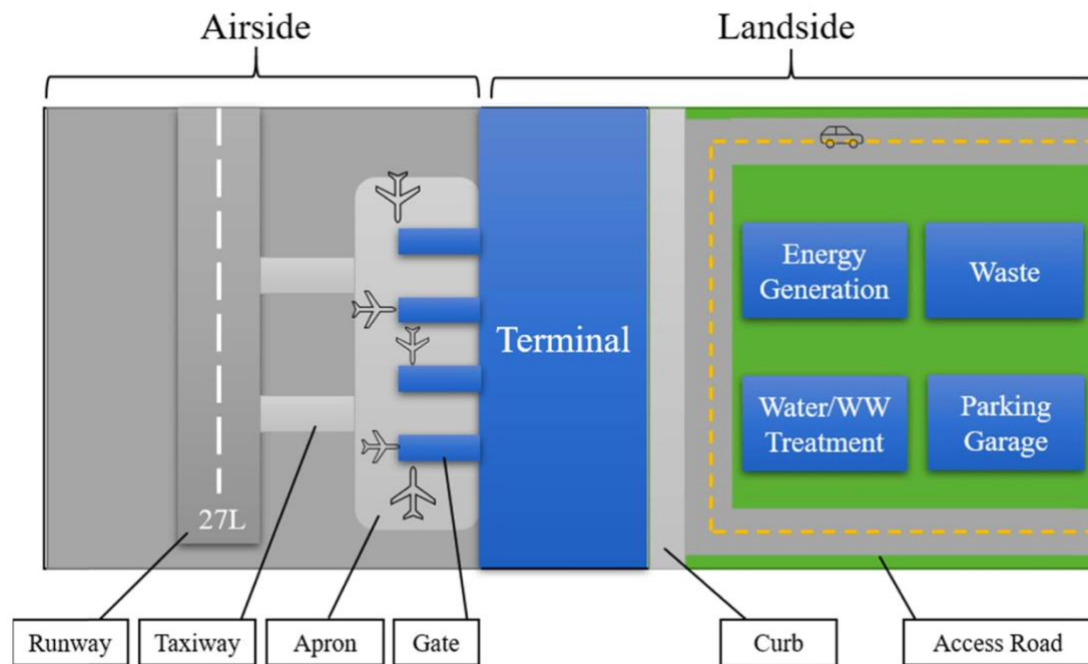 Airside
Landside
Energy
Generation
Waste
Terminal
Water/WW
Treatment
Parking
Garage
27L
Runway
Taxiway
Apron
Gate
Curb
Access Road